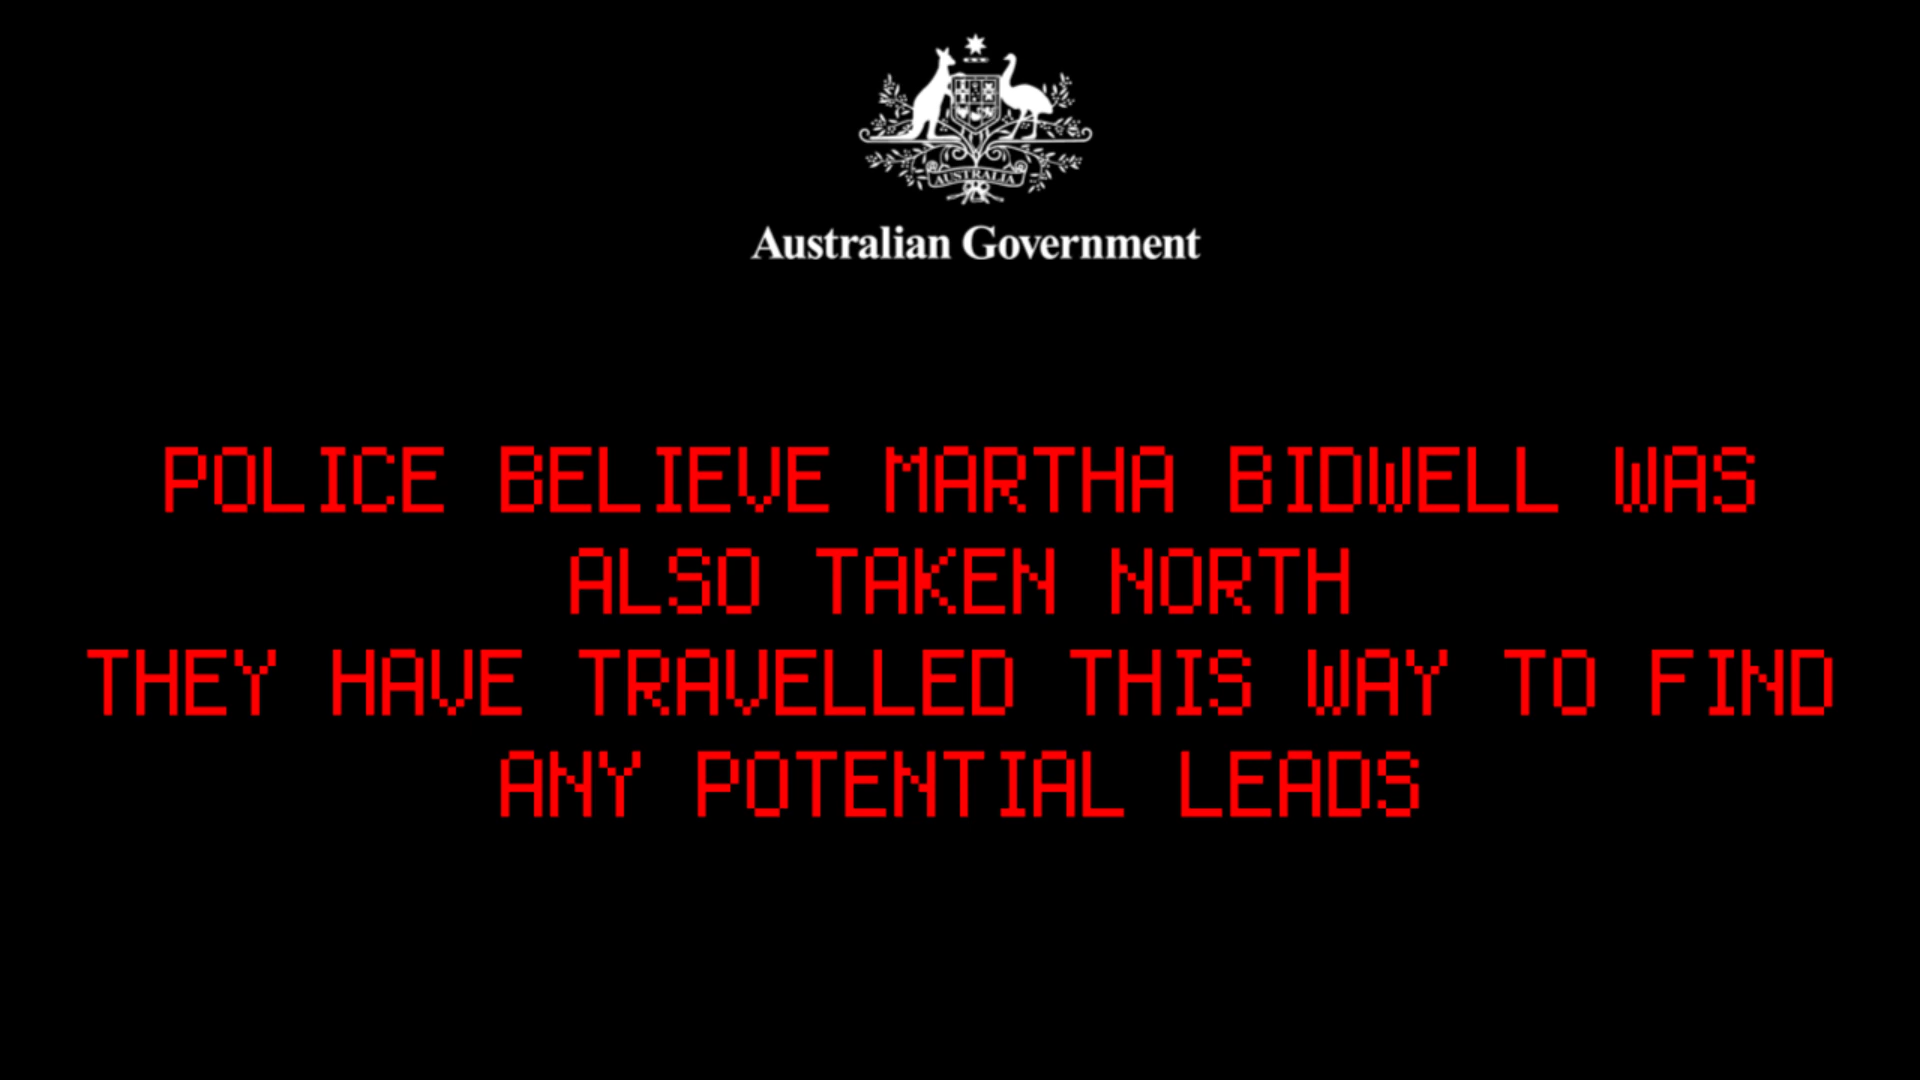 AUSTRALIA
Australian Government
POLICE BELIEVE MARTHA BIDWELL WAS
ALSO TAKEN NORTH
THEY HAVE TRAVELLED THIS WAY TO FIND
ANY POTENTIAL LEADS